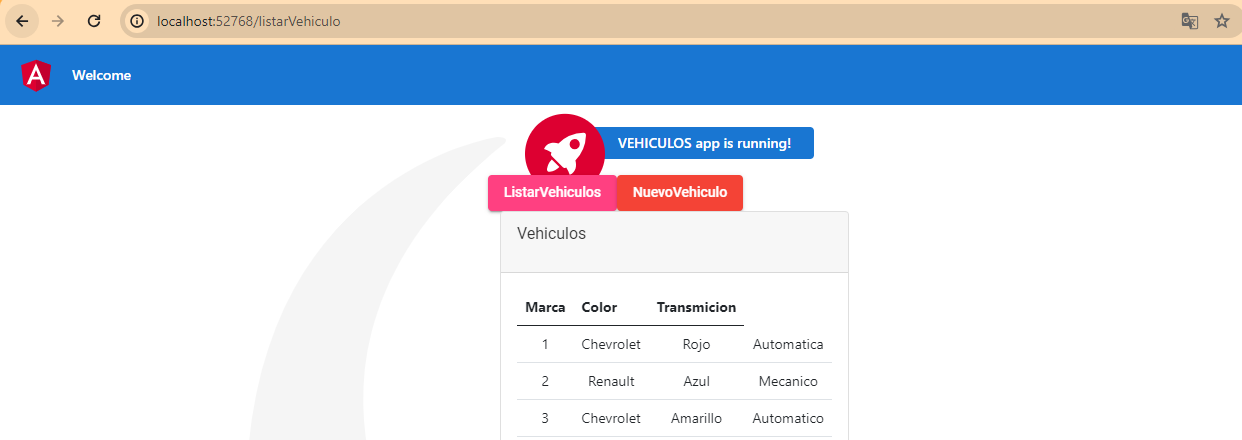 localhost:52768/listarVehiculo
Welcome
VEHICULOS app is running!
ListarVehiculos NuevoVehiculo
Vehiculos
Marca Color Transmicion
1 Chevrolet Rojo Automatica
2 Renault Azul Mecanico
3 Chevrolet Amarillo Automatico